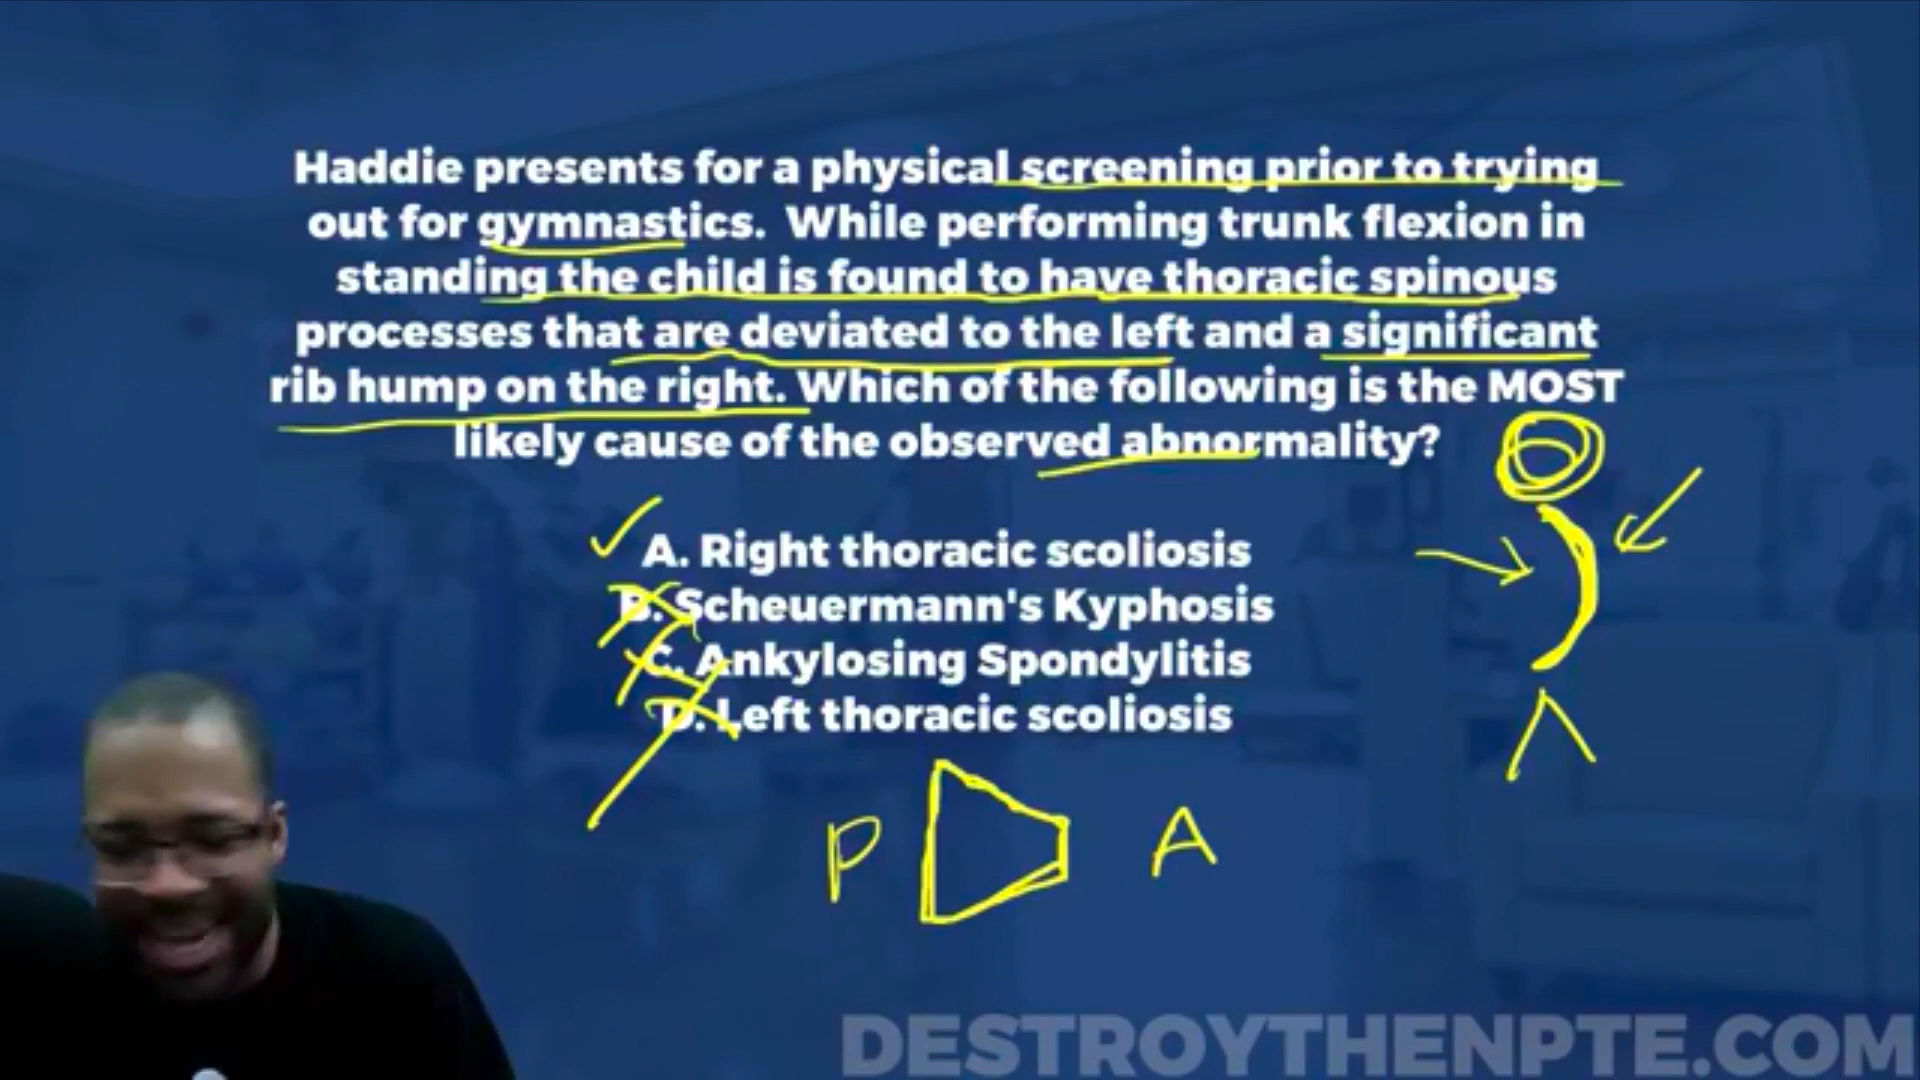 Haddie presents for a physical screening prior to trying
out for gymnastics. While performing trunk flexion in
standing the child is found to have thoracic spinous
processes that are deviated to the left and a significant
rib hump on the right. Which of the following is the MOST
likely cause of the observed abnormality?
A. Right thoracic scoliosis
B. Scheuermann's Kyphosis
C. Ankylosing Spondylitis
D. Left thoracic scoliosis
P A
DESTROYTHENPTE.COM